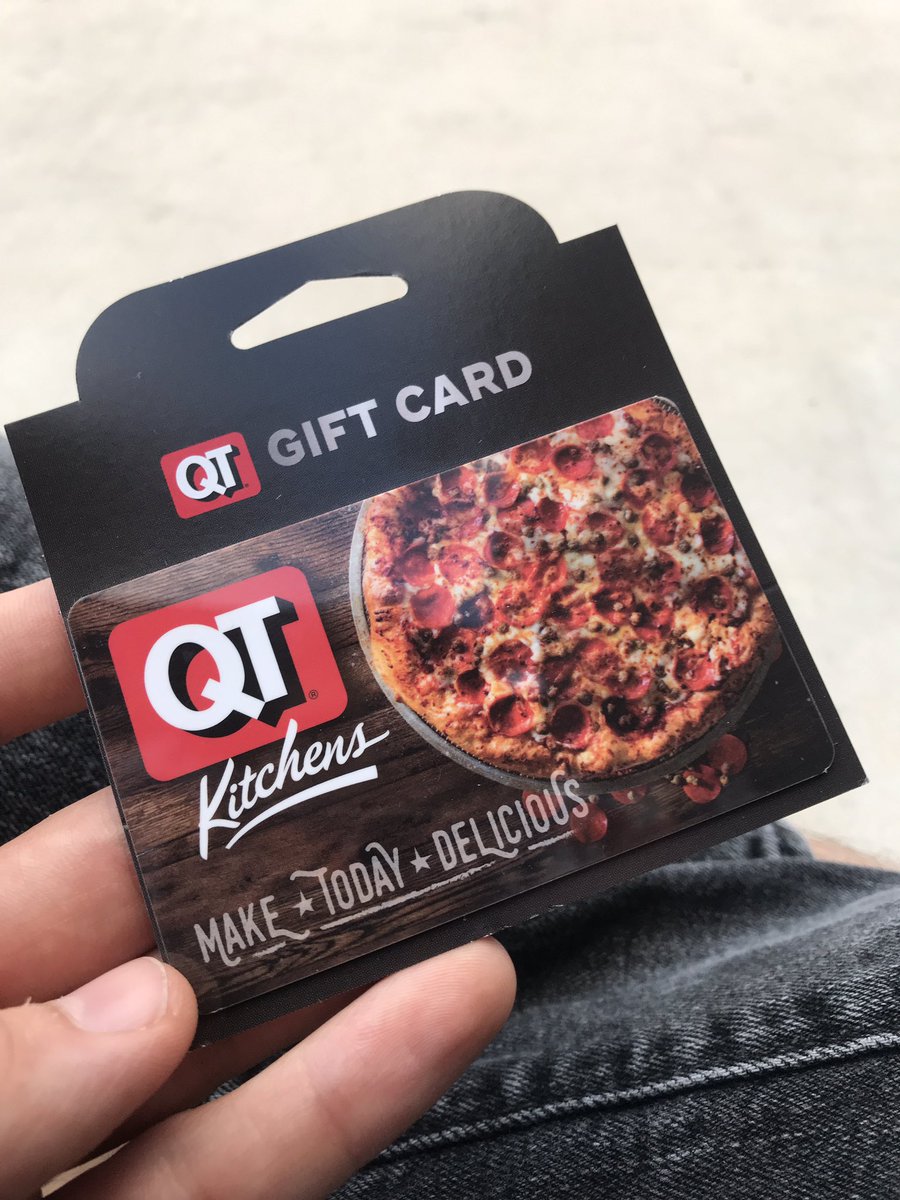 QT GIFT CARD
QT®
Kitchens
MAKE ★ TODAY ★ DELICIOUS